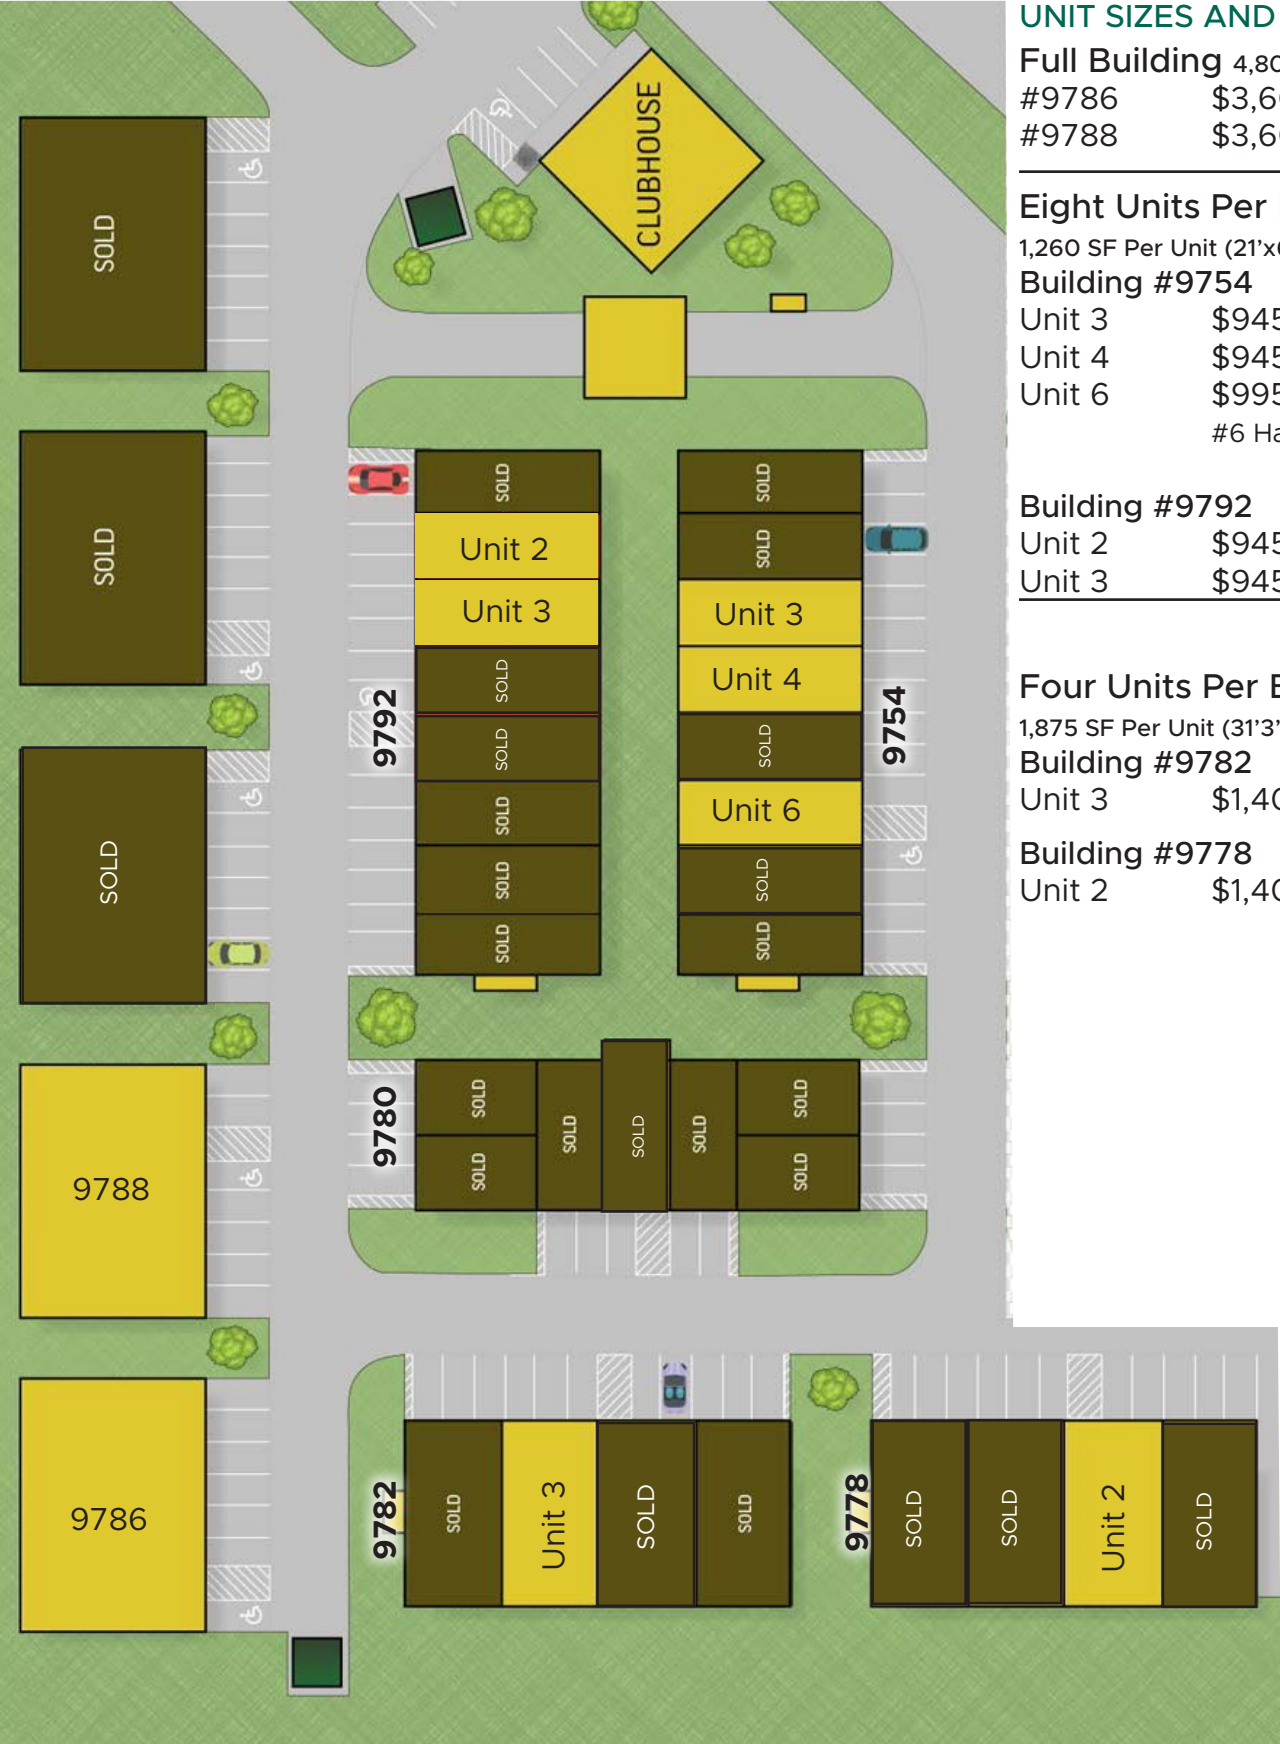 CLUBHOUSE
SOLD
SOLD
SOLD
9788
9786
9792
SOLD
Unit 2
Unit 3
SOLD
SOLD
SOLD
SOLD
SOLD
9754
SOLD
SOLD
Unit 3
Unit 4
SOLD
Unit 6
SOLD
SOLD
9780
SOLD
SOLD
SOLD
SOLD
SOLD
SOLD
SOLD
9782
SOLD
Unit 3
SOLD
SOLD
9778
SOLD
SOLD
Unit 2
SOLD
UNIT SIZES AND
Full Building 4,80
#9786 $3,60
#9788 $3,60
Eight Units Per
1,260 SF Per Unit (21'x6
Building #9754
Unit 3 $945
Unit 4 $945
Unit 6 $995
#6 Ha
Building #9792
Unit 2 $945
Unit 3 $945
Four Units Per B
1,875 SF Per Unit (31'3"
Building #9782
Unit 3 $1,40
Building #9778
Unit 2 $1,40